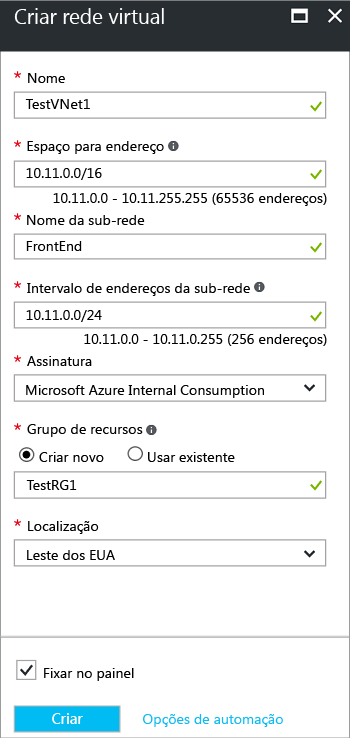 Criar rede virtual
* Nome
TestVNet1
* Espaço para endereço
10.11.0.0/16
10.11.0.0 - 10.11.255.255 (65536 endereços)
* Nome da sub-rede
FrontEnd
* Intervalo de endereços da sub-rede
10.11.0.0/24
10.11.0.0 - 10.11.0.255 (256 endereços)
* Assinatura
Microsoft Azure Internal Consumption
* Grupo de recursos
Criar novo Usar existente
TestRG1
* Localização
Leste dos EUA
Fixar no painel
Criar Opções de automação